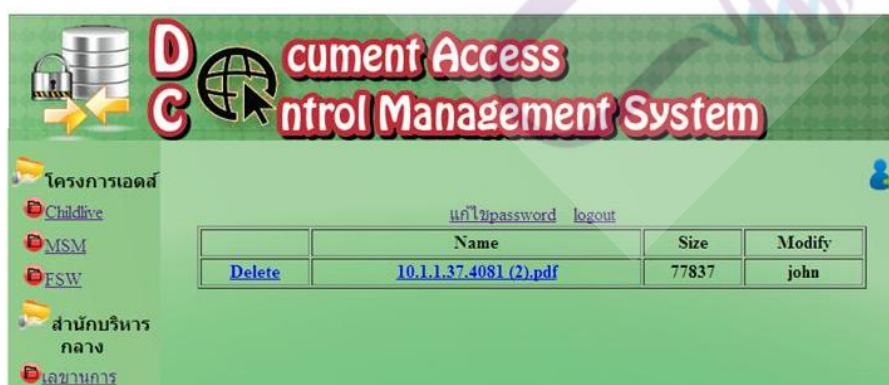 Document Access
Control Management System
โครงการเอดส์
Childlive
MSM
FSW
สำนักบริหาร
กลาง
เลขานการ
แก้ไขpassword logout
Name Size Modify
Delete 10.1.1.37.4081 (2).pdf 77837 john